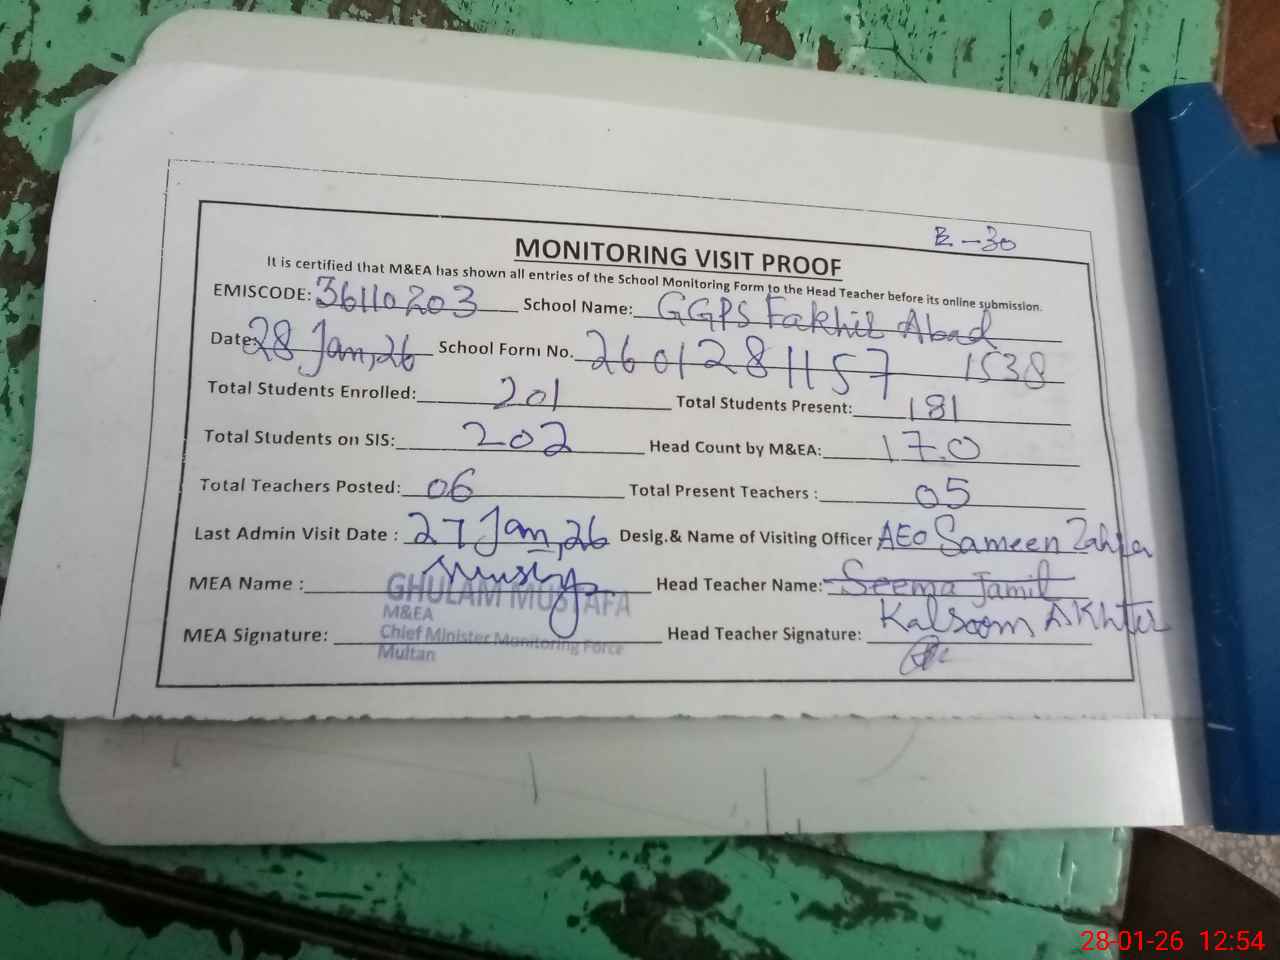 E-30
MONITORING VISIT PROOF
It is certified that M&EA has shown all entries of the School Monitoring Form to the Head Teacher before its online submission.
EMISCODE: 36110203 School Name: GGPS Fakhir Abad
Date: 28 Jan, 26 School Form No. 2601281157 1538
Total Students Enrolled: 201 Total Students Present: 181
Total Students on SIS: 202 Head Count by M&EA: 170
Total Teachers Posted: 06 Total Present Teachers : 05
Last Admin Visit Date : 27 Jan, 26 Desig.& Name of Visiting Officer AEO Sameen Zahra
MEA Name : GHULAM MUSTAFA Head Teacher Name: Seema Jamil
M&EA Kalsoom Akhter
MEA Signature: Chief Minister Monitoring Force Head Teacher Signature:
Multan
28-01-26 12:54